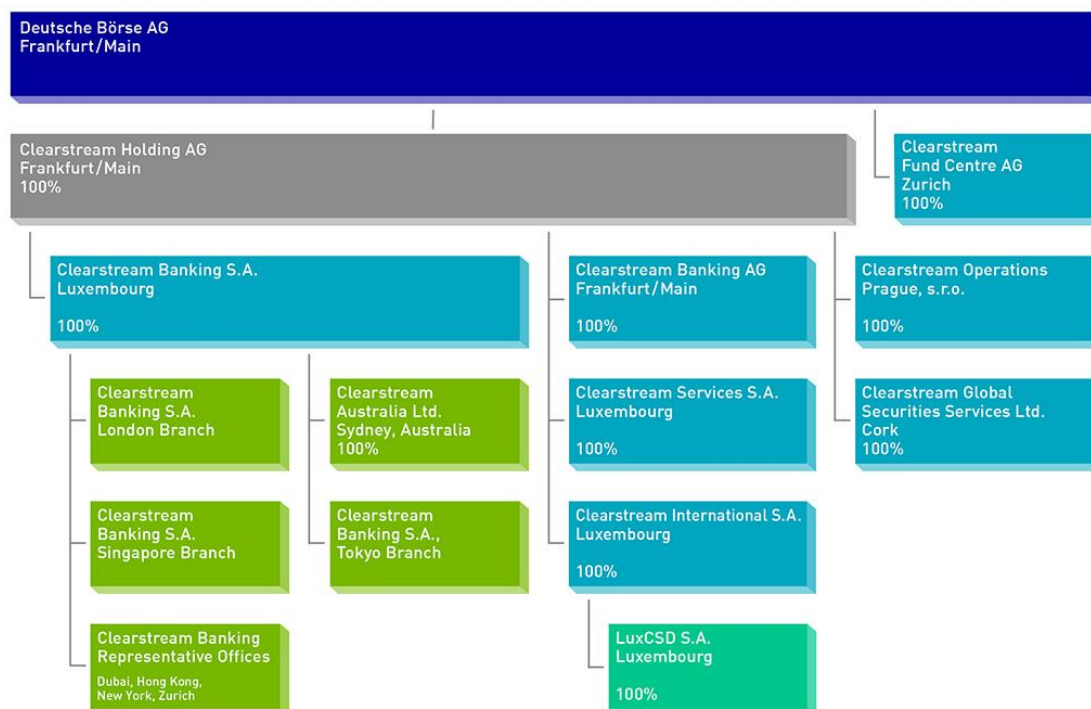 Deutsche Börse AG
Frankfurt/Main
Clearstream Holding AG
Frankfurt/Main
100%
Clearstream
Fund Centre AG
Zurich
100%
Clearstream Banking S.A.
Luxembourg
100%
Clearstream Banking AG
Frankfurt/Main
100%
Clearstream Operations
Prague, s.r.o.
100%
Clearstream
Banking S.A.
London Branch
Clearstream
Australia Ltd.
Sydney, Australia
100%
Clearstream Services S.A.
Luxembourg
100%
Clearstream Global
Securities Services Ltd.
Cork
100%
Clearstream
Banking S.A.
Singapore Branch
Clearstream
Banking S.A.,
Tokyo Branch
Clearstream International S.A.
Luxembourg
100%
Clearstream Banking
Representative Offices
Dubai, Hong Kong,
New York, Zurich
LuxCSD S.A.
Luxembourg
100%